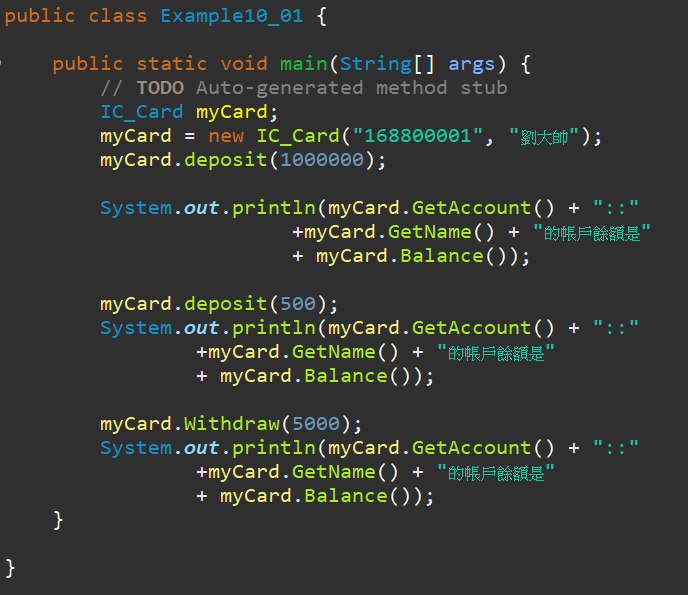 public class Example10_01 {
public static void main(String[] args) {
// TODO Auto-generated method stub
IC_Card myCard;
myCard = new IC_Card("168800001", "劉大帥");
myCard.deposit(1000000);
System.out.println(myCard.GetAccount() + "::"
+myCard.GetName() + "的帳戶餘額是"
+ myCard.Balance());
myCard.deposit(500);
System.out.println(myCard.GetAccount() + "::"
+myCard.GetName() + "的帳戶餘額是"
+ myCard.Balance());
myCard.Withdraw(5000);
System.out.println(myCard.GetAccount() + "::"
+myCard.GetName() + "的帳戶餘額是"
+ myCard.Balance());
}
}